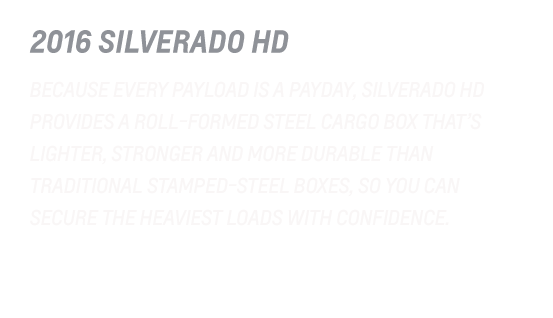 2016 SILVERADO HD
BECAUSE EVERY PAYLOAD IS A PAYDAY, SILVERADO HD
PROVIDES A ROLL-FORMED STEEL CARGO BOX THAT'S
LIGHTER, STRONGER AND MORE DURABLE THAN
TRADITIONAL STAMPED-STEEL BOXES, SO YOU CAN
SECURE THE HEAVIEST LOADS WITH CONFIDENCE.